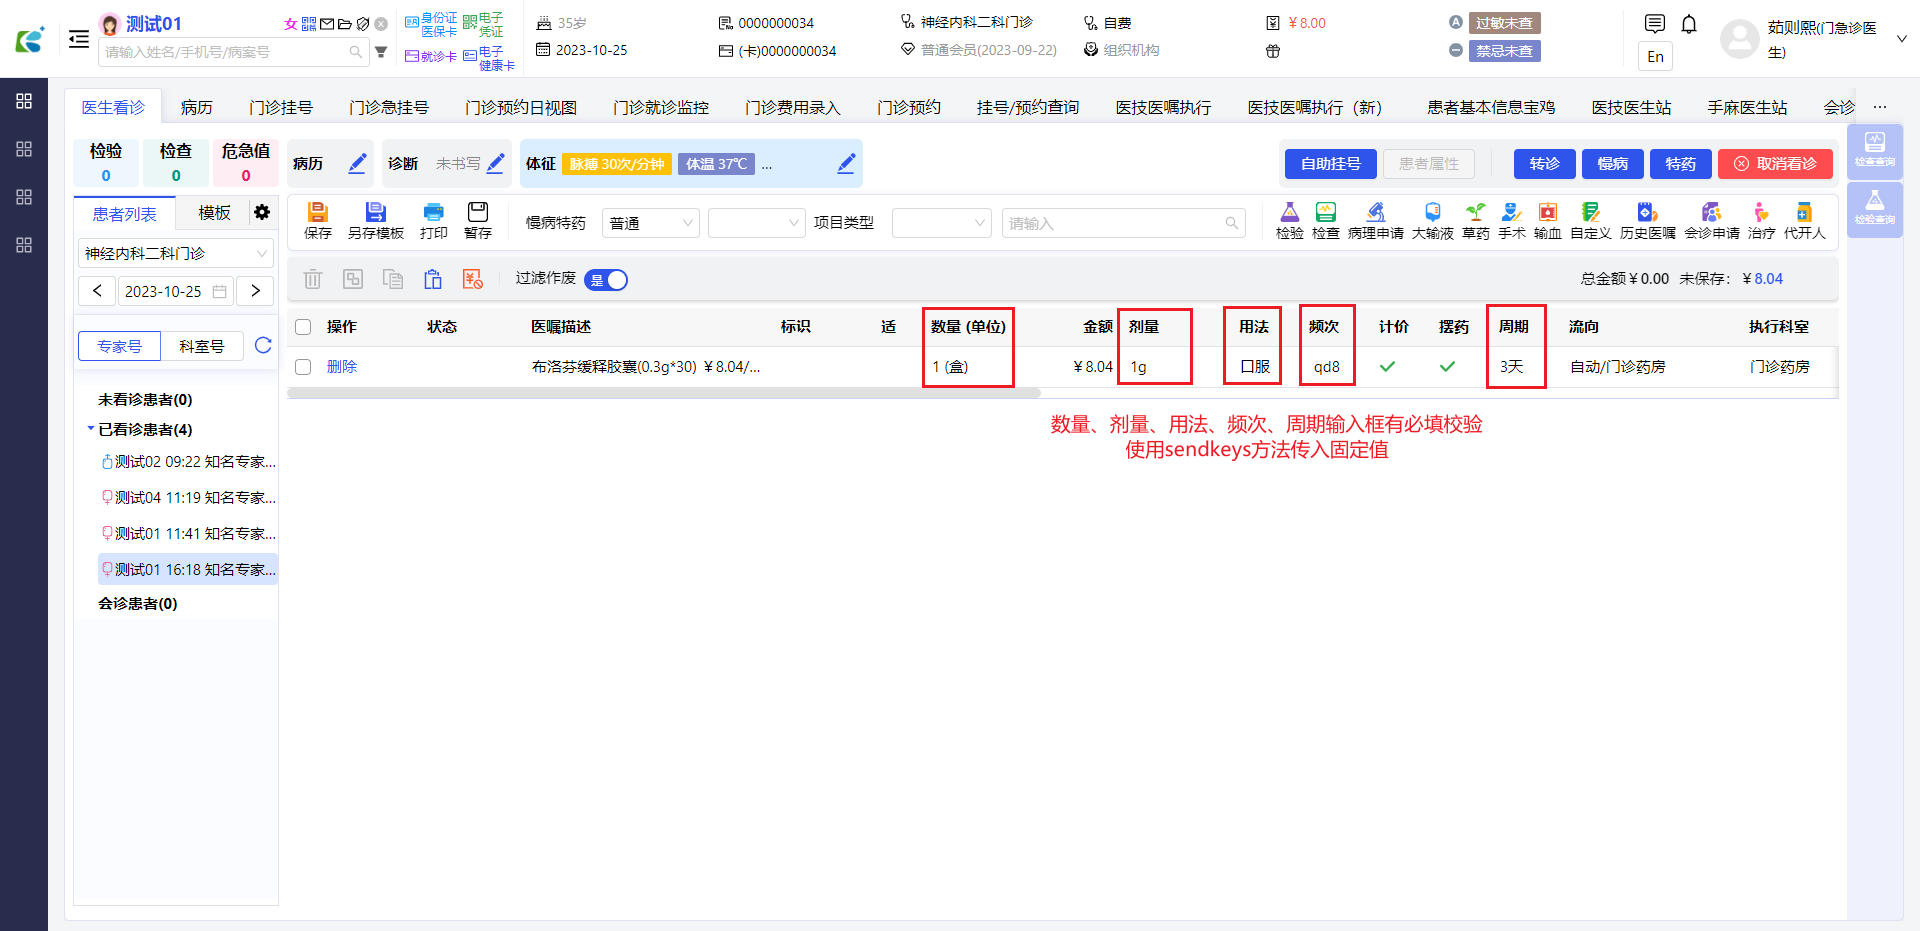 测试01
女
请输入姓名/手机号/病案号
身份证
医保卡
电子
凭证
就诊卡
电子
健康卡
35岁
2023-10-25
0000000034
(卡)0000000034
神经内科二科门诊
普通会员(2023-09-22)
自费
组织机构
￥8.00
A 过敏未查
禁忌未查
En
茹则熙(门急诊医
生)
医生看诊 病历 门诊挂号 门诊急挂号 门诊预约日视图 门诊就诊监控 门诊费用录入 门诊预约 挂号/预约查询 医技医嘱执行 医技医嘱执行（新） 患者基本信息宝鸡 医技医生站 手麻医生站 会诊 ...
检验
0
检查
0
危急值
0
病历
诊断 未书写
体征 脉搏 30次/分钟 体温 37℃ ...
自助挂号 患者属性 转诊 慢病 特药 取消看诊
检查查询
检验查询
患者列表 模板
神经内科二科门诊
2023-10-25
专家号 科室号
未看诊患者(0)
已看诊患者(4)
测试02 09:22 知名专家...
测试04 11:19 知名专家...
测试01 11:41 知名专家...
测试01 16:18 知名专家...
会诊患者(0)
保存 另存模板 打印 暂存
慢病特药 普通 项目类型 请输入
检验 检查 病理申请 大输液 草药 手术 输血 自定义 历史医嘱 会诊申请 治疗 代开人
过滤作废 是
总金额￥0.00 未保存：￥8.04
操作 状态 医嘱描述 标识 适 数量 (单位) 金额 剂量 用法 频次 计价 摆药 周期 流向 执行科室
删除 布洛芬缓释胶囊(0.3g*30) ￥8.04/... 1 (盒) ￥8.04 1g 口服 qd8 3天 自动/门诊药房 门诊药房
数量、剂量、用法、频次、周期输入框有必填校验
使用sendkeys方法传入固定值